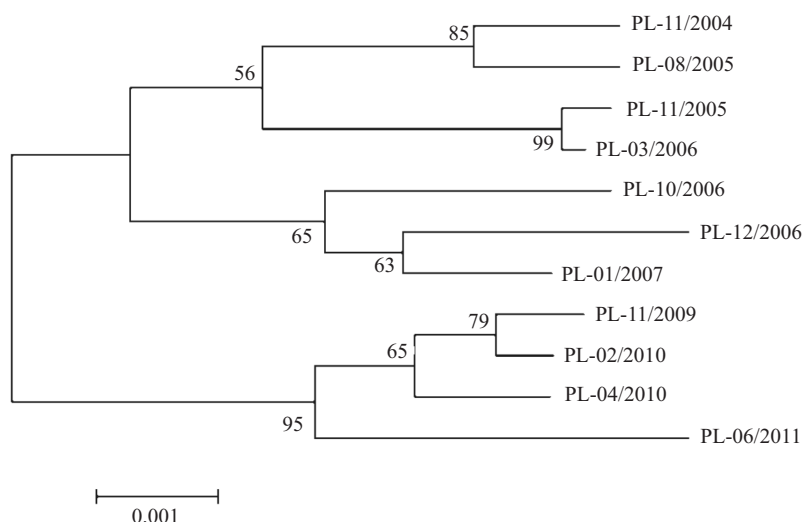 85
PL-11/2004
56
PL-08/2005
PL-11/2005
99
PL-03/2006
PL-10/2006
65
PL-12/2006
63
PL-01/2007
79
PL-11/2009
65
PL-02/2010
PL-04/2010
95
PL-06/2011
0.001